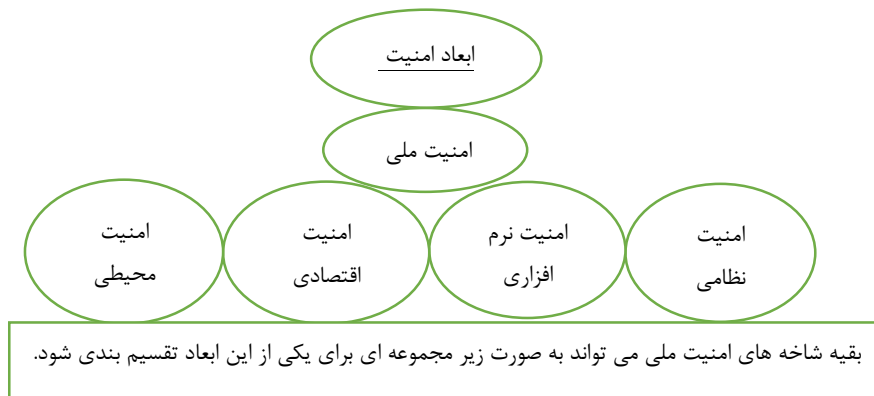 ابعاد امنیت
امنیت ملی
امنیت
نظامی
امنیت نرم
افزاری
امنیت
اقتصادی
امنیت
محیطی
بقیه شاخه های امنیت ملی می تواند به صورت زیر مجموعه ای برای یکی از این ابعاد تقسیم بندی شود.